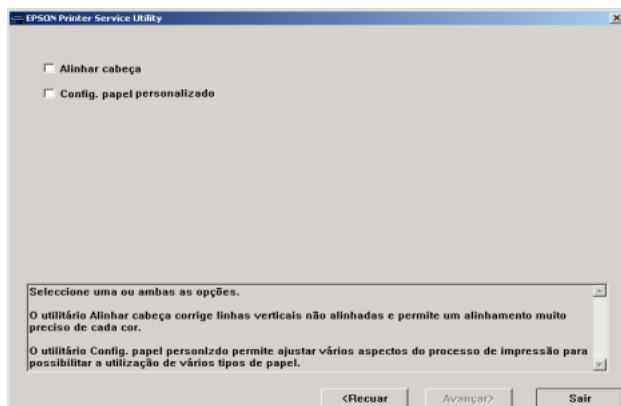 EPSON Printer Service Utility
Alinhar cabeça
Config. papel personalizado
Seleccione uma ou ambas as opções.
O utilitário Alinhar cabeça corrige linhas verticais não alinhadas e permite um alinhamento muito
preciso de cada cor.
O utilitário Config. papel personlzdo permite ajustar vários aspectos do processo de impressão para
possibilitar a utilização de vários tipos de papel.
<Recuar
Avançar>
Sair